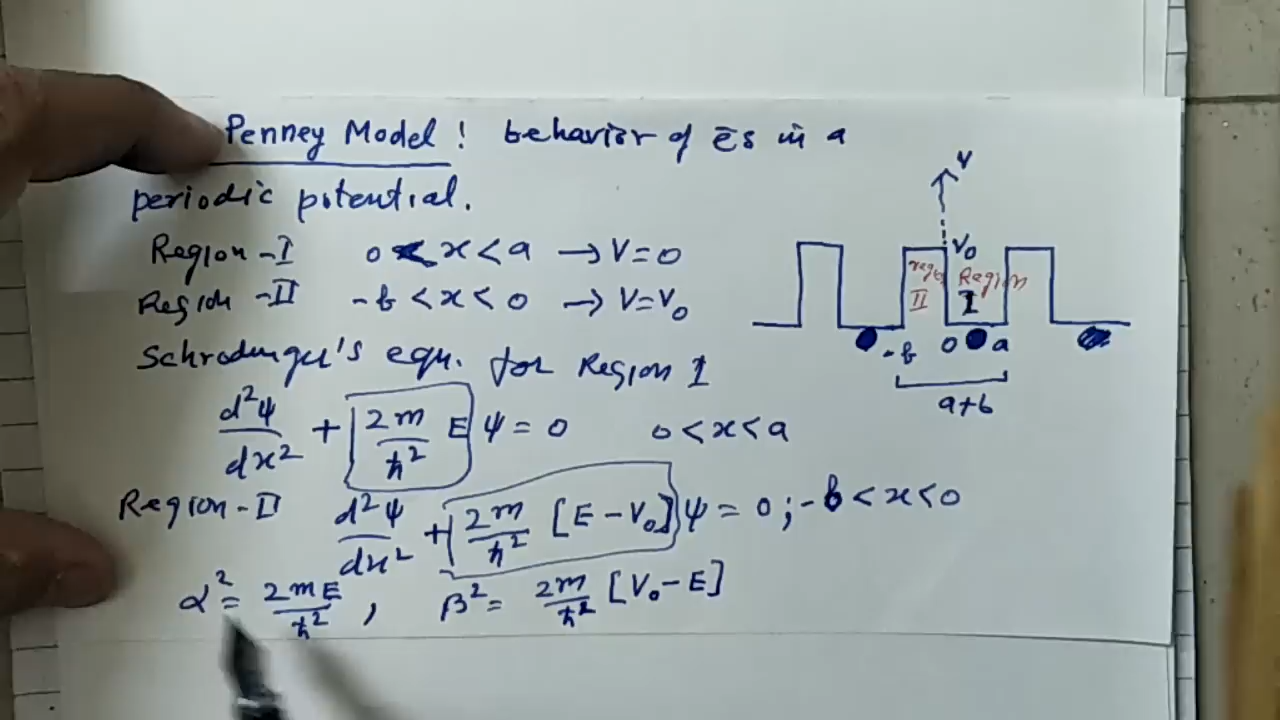 Penney Model! behavior of ēs in a
periodic potential.
Region-I 0 < x < a → V=0
Region-II -b < x < 0 → V=V₀
Schrodinger's equ. for Region I
d²ψ/dx² + 2m/ħ² E ψ = 0 0<x<a
Region-II d²ψ/dx² + 2m/ħ² [E-V₀] ψ = 0; -b < x < 0
α² = 2mE/ħ² , β² = 2m/ħ² [V₀-E]
V
V₀
region II Region I
-b 0 a
a+b